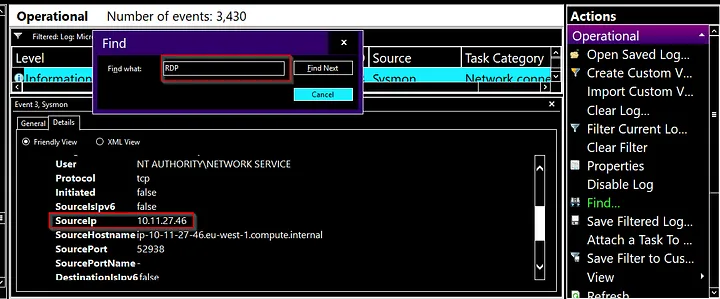 Operational Number of events: 3,430
Filtered: Log: Micr
Find
Find what: RDP
Find Next
Cancel
Level Source Task Category
Information Sysmon Network conne
Event 3, Sysmon
General Details
Friendly View XML View
User NT AUTHORITY\NETWORK SERVICE
Protocol tcp
Initiated false
SourceIsIpv6 false
SourceIp 10.11.27.46
SourceHostname ip-10-11-27-46.eu-west-1.compute.internal
SourcePort 52938
SourcePortName -
DestinationIsIpv6 false
Actions
Operational
Open Saved Log...
Create Custom V...
Import Custom V...
Clear Log...
Filter Current Lo...
Clear Filter
Properties
Disable Log
Find...
Save Filtered Log...
Attach a Task To ...
Save Filter to Cus...
View
Refresh